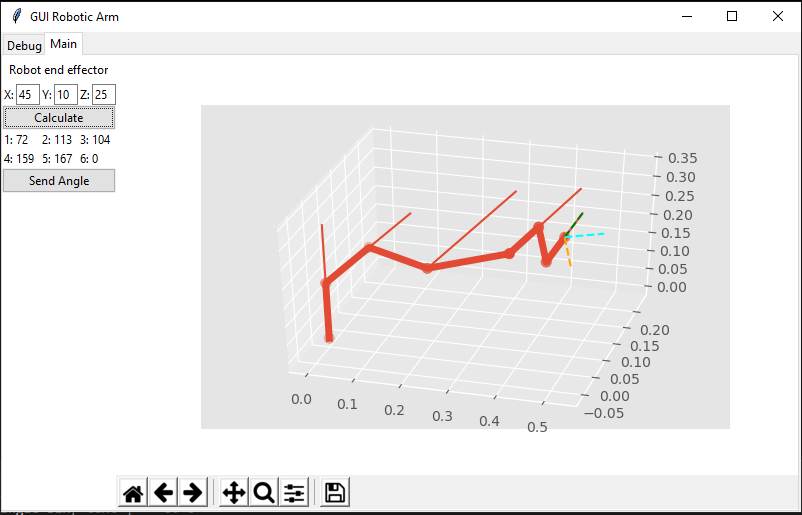 GUI Robotic Arm
Debug Main
Robot end effector
X: 45 Y: 10 Z: 25
Calculate
1: 72 2: 113 3: 104
4: 159 5: 167 6: 0
Send Angle
0.35
0.30
0.25
0.20
0.15
0.10
0.05
0.00
0.20
0.15
0.10
0.05
0.00
−0.05
0.0 0.1 0.2 0.3 0.4 0.5